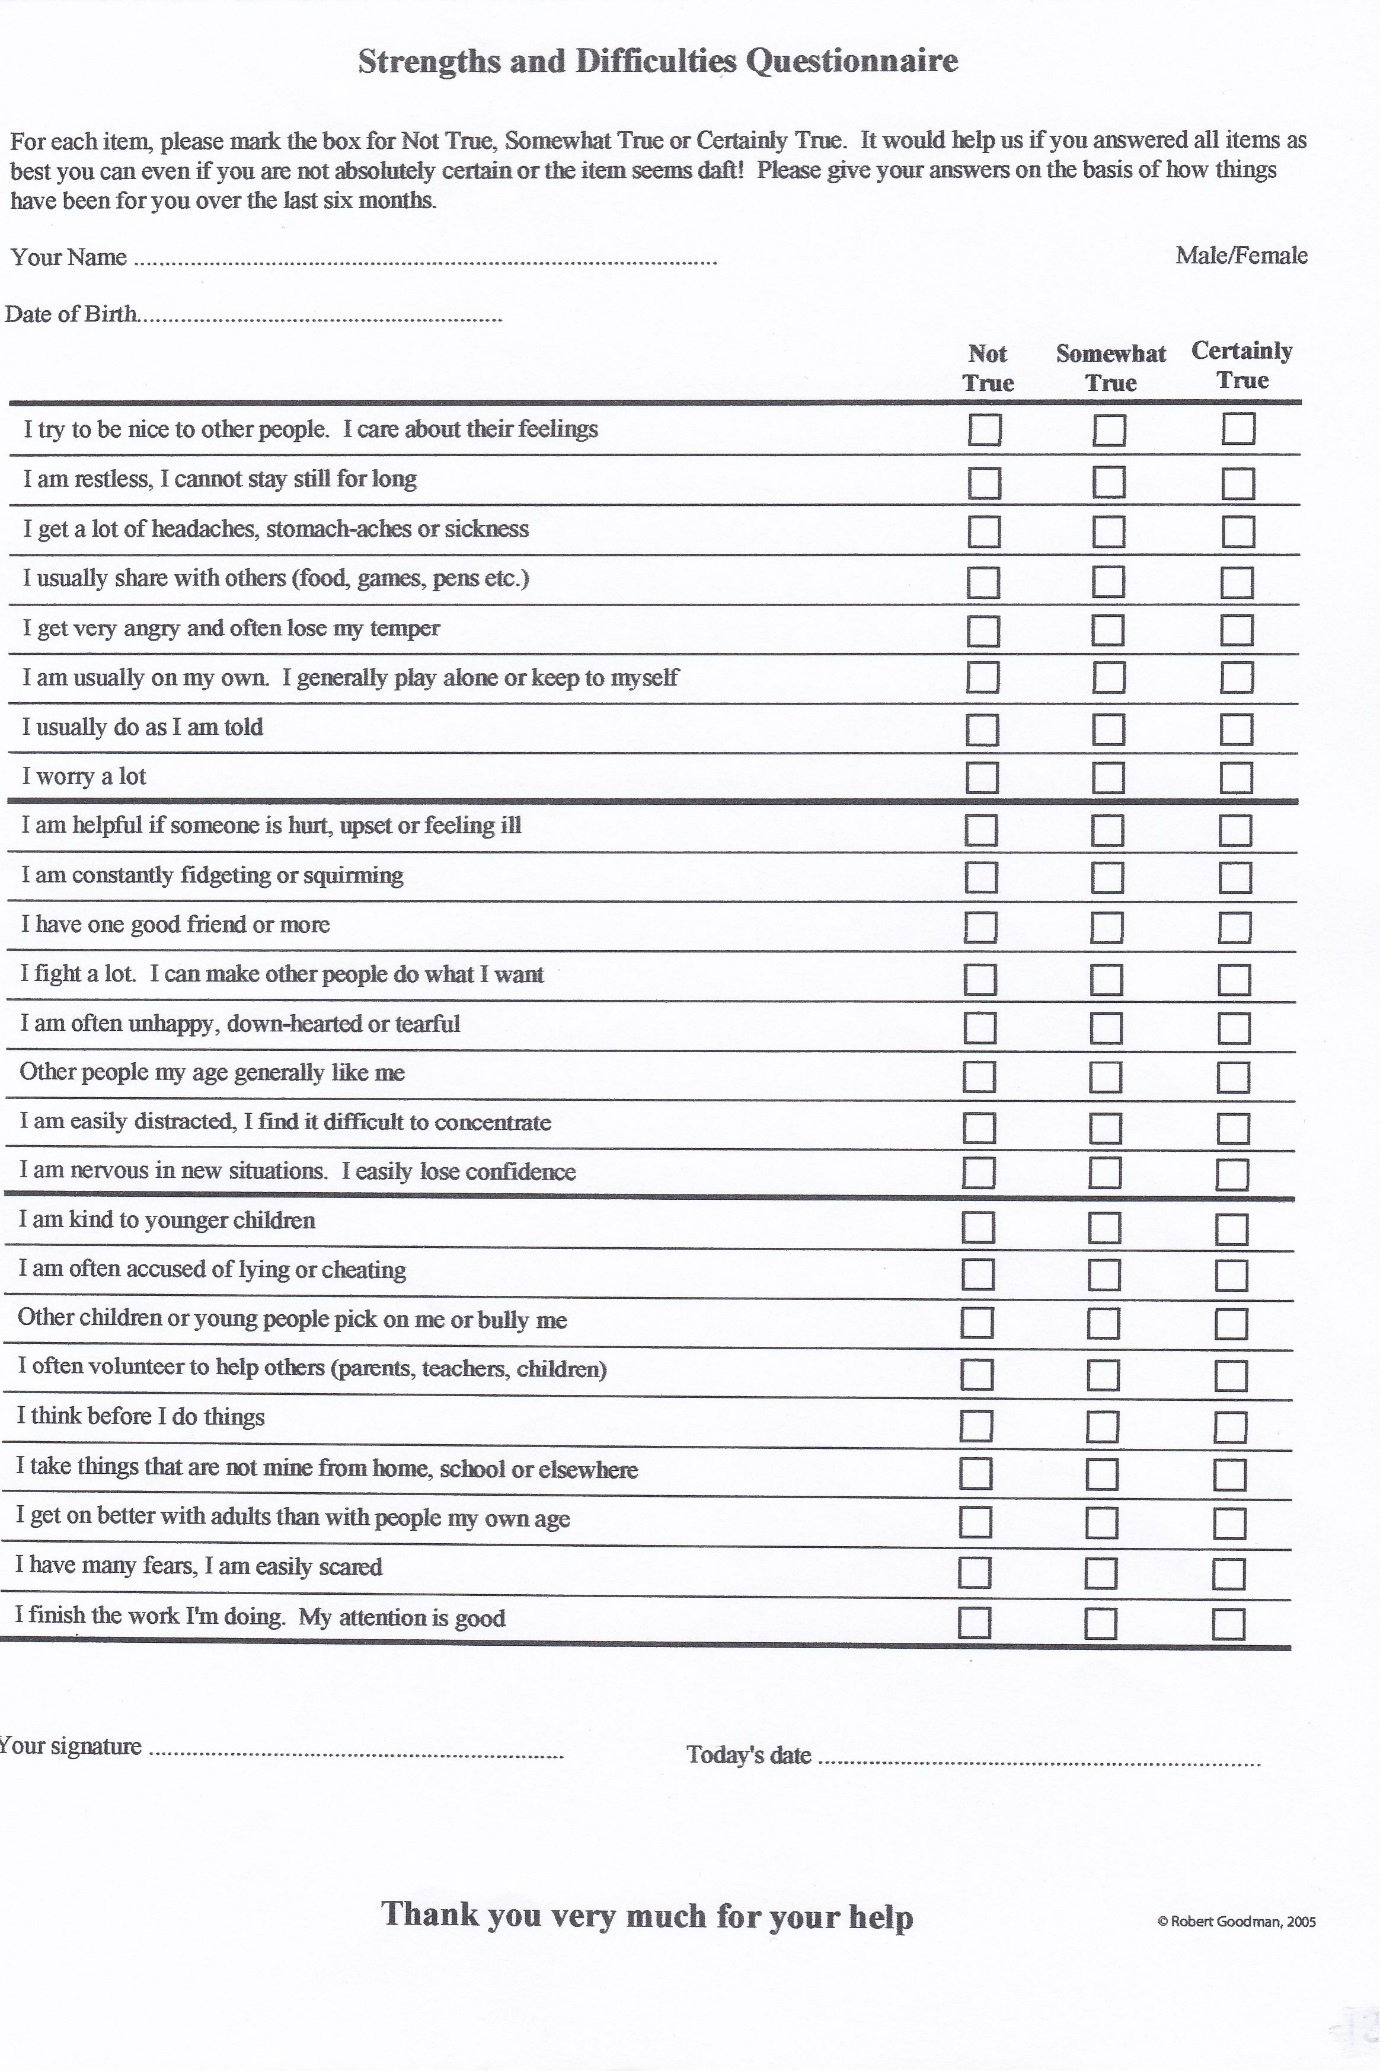 Strengths and Difficulties Questionnaire
For each item, please mark the box for Not True, Somewhat True or Certainly True. It would help us if you answered all items as
best you can even if you are not absolutely certain or the item seems daft! Please give your answers on the basis of how things
have been for you over the last six months.
Your Name .............................................................................................. Male/Female
Date of Birth...........................................................
Not Somewhat Certainly
True True True
I try to be nice to other people. I care about their feelings
I am restless, I cannot stay still for long
I get a lot of headaches, stomach-aches or sickness
I usually share with others (food, games, pens etc.)
I get very angry and often lose my temper
I am usually on my own. I generally play alone or keep to myself
I usually do as I am told
I worry a lot
I am helpful if someone is hurt, upset or feeling ill
I am constantly fidgeting or squirming
I have one good friend or more
I fight a lot. I can make other people do what I want
I am often unhappy, down-hearted or tearful
Other people my age generally like me
I am easily distracted, I find it difficult to concentrate
I am nervous in new situations. I easily lose confidence
I am kind to younger children
I am often accused of lying or cheating
Other children or young people pick on me or bully me
I often volunteer to help others (parents, teachers, children)
I think before I do things
I take things that are not mine from home, school or elsewhere
I get on better with adults than with people my own age
I have many fears, I am easily scared
I finish the work I'm doing. My attention is good
Your signature ................................................................... Today's date .......................................................................
Thank you very much for your help
© Robert Goodman, 2005